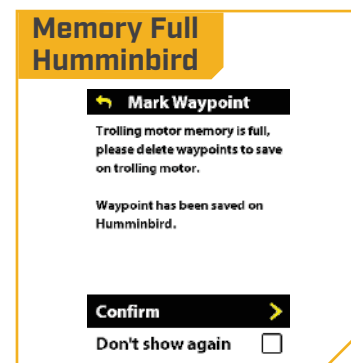 Memory Full
Humminbird
Mark Waypoint
Trolling motor memory is full,
please delete waypoints to save
on trolling motor.
Waypoint has been saved on
Humminbird.
Confirm
Don't show again